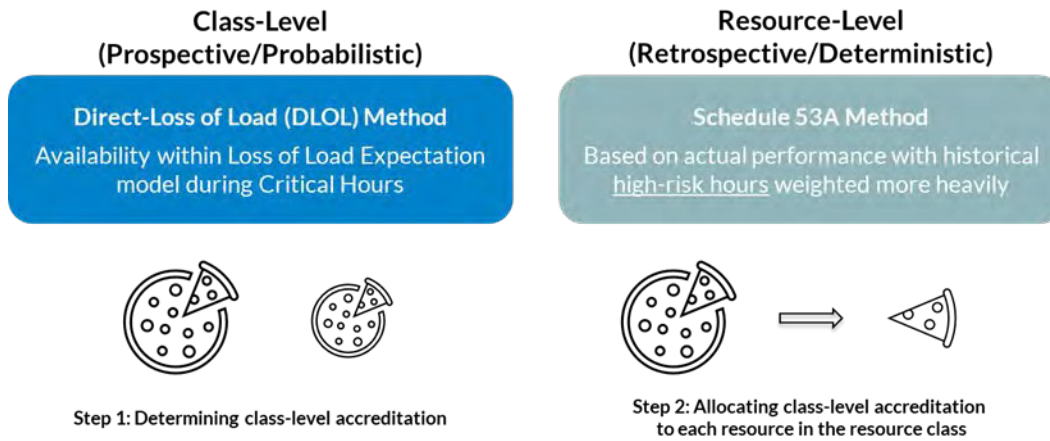 Class-Level
(Prospective/Probabilistic)
Direct-Loss of Load (DLOL) Method
Availability within Loss of Load Expectation
model during Critical Hours
Step 1: Determining class-level accreditation
Resource-Level
(Retrospective/Deterministic)
Schedule 53A Method
Based on actual performance with historical
high-risk hours weighted more heavily
Step 2: Allocating class-level accreditation
to each resource in the resource class